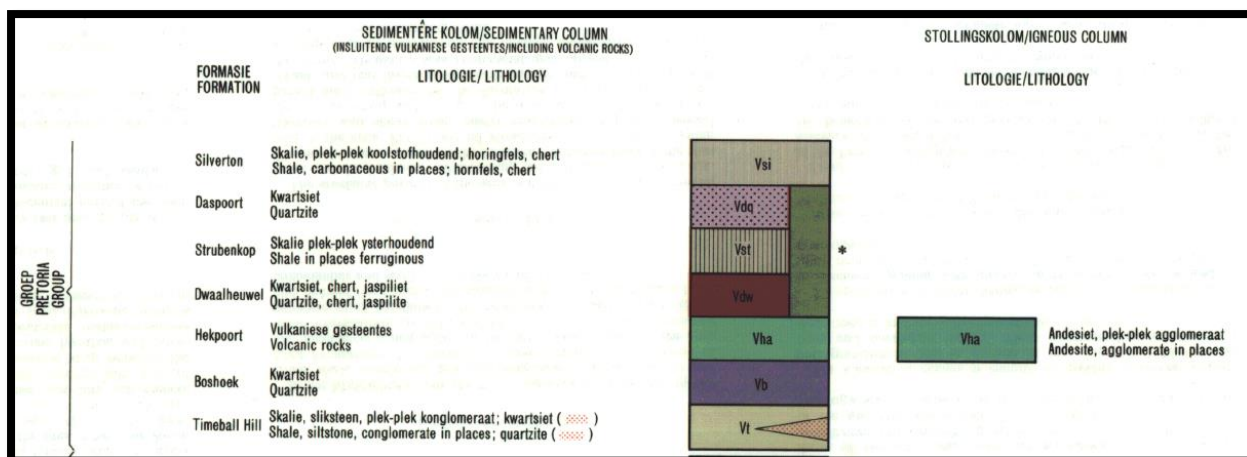 SEDIMENTÊRE KOLOM/SEDIMENTARY COLUMN
(INSLUITENDE VULKANIESE GESTEENTES/INCLUDING VOLCANIC ROCKS)
STOLLINGSKOLOM/IGNEOUS COLUMN
FORMASIE
FORMATION
LITOLOGIE/LITHOLOGY
LITOLOGIE/LITHOLOGY
GROEP
PRETORIA
GROUP
Silverton
Skalie, plek-plek koolstofhoudend; horingfels, chert
Shale, carbonaceous in places; hornfels, chert
Vsi
Daspoort
Kwartsiet
Quartzite
Vdq
Strubenkop
Skalie plek-plek ysterhoudend
Shale in places ferruginous
Vst
*
Dwaalheuwel
Kwartsiet, chert, jaspiliet
Quartzite, chert, jaspilite
Vdw
Hekpoort
Vulkaniese gesteentes
Volcanic rocks
Vha
Vha
Andesiet, plek-plek agglomeraat
Andesite, agglomerate in places
Boshoek
Kwartsiet
Quartzite
Vb
Timeball Hill
Skalie, sliksteen, plek-plek konglomeraat; kwartsiet ( )
Shale, siltstone, conglomerate in places; quartzite ( )
Vt